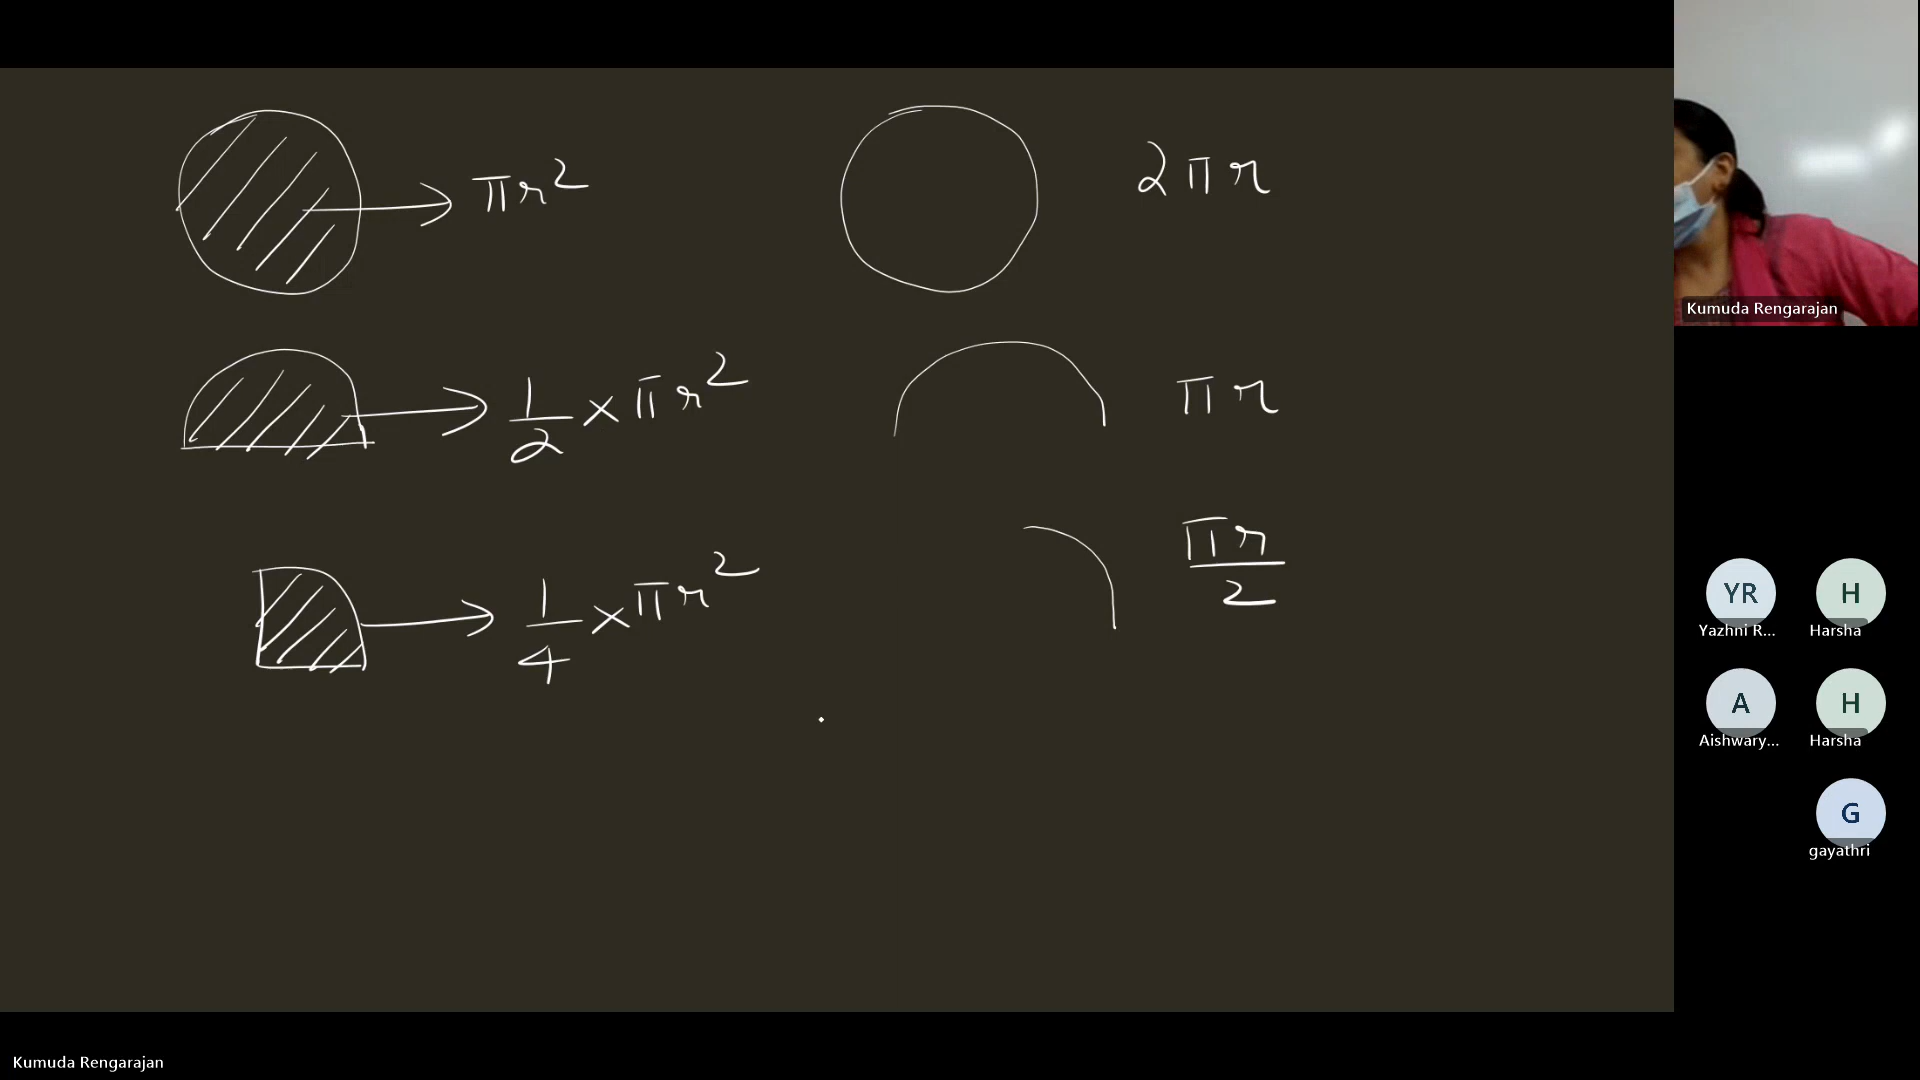 πr²
2πr
1/2 × πr²
πr
1/4 × πr²
πr/2
Kumuda Rengarajan
YR
H
Yazhni R...
Harsha
A
H
Aishwary...
Harsha
G
gayathri
Kumuda Rengarajan